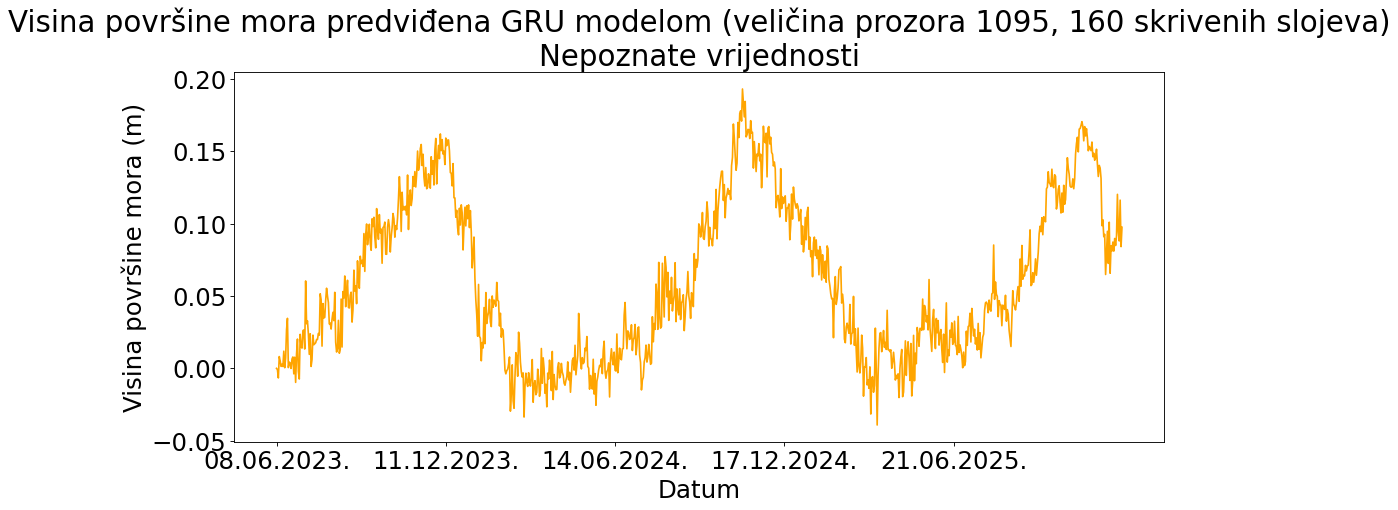 Visina površine mora predviđena GRU modelom (veličina prozora 1095, 160 skrivenih slojeva)
Nepoznate vrijednosti
Visina površine mora (m)
0.20
0.15
0.10
0.05
0.00
−0.05
08.06.2023. 11.12.2023. 14.06.2024. 17.12.2024. 21.06.2025.
Datum